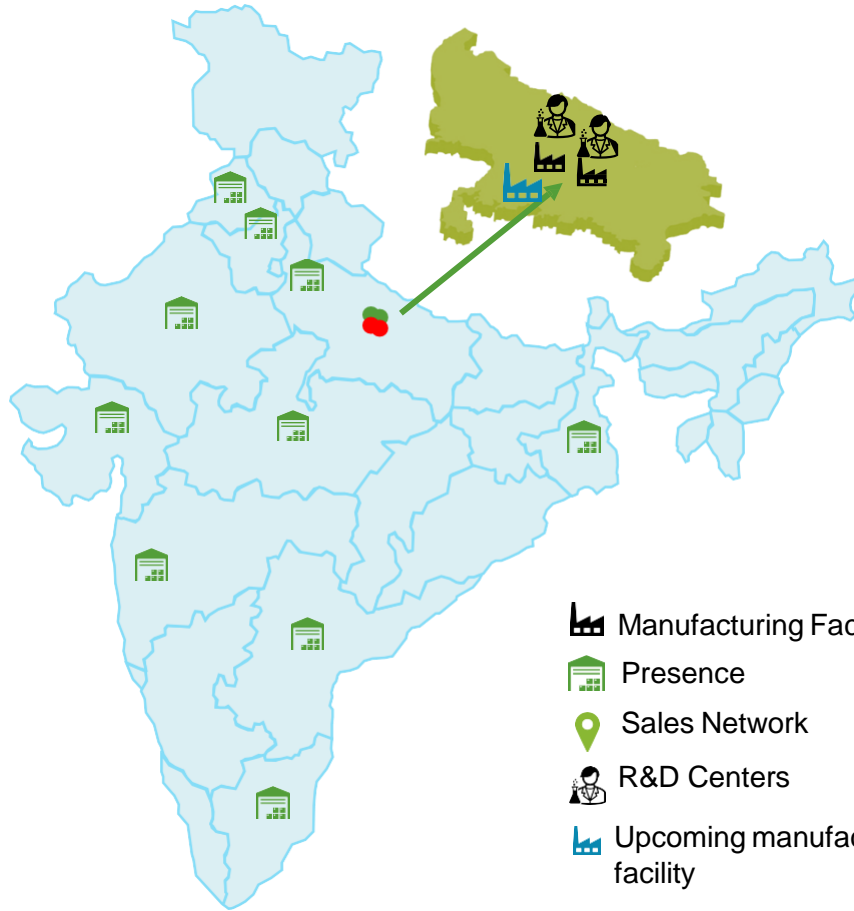 Manufacturing Fac
Presence
Sales Network
R&D Centers
Upcoming manufac
facility